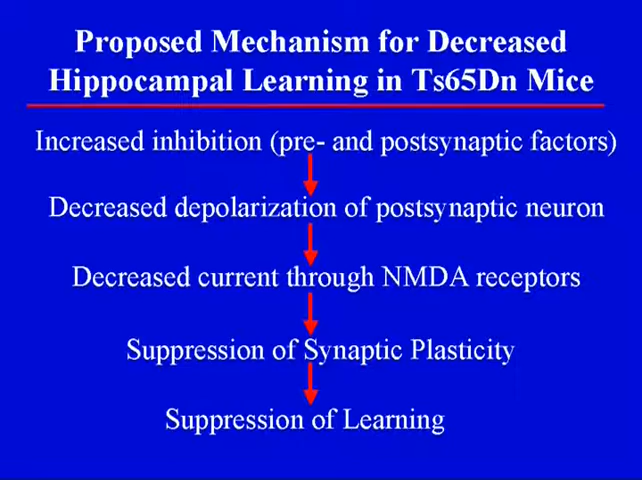 Proposed Mechanism for Decreased
Hippocampal Learning in Ts65Dn Mice
Increased inhibition (pre- and postsynaptic factors)
Decreased depolarization of postsynaptic neuron
Decreased current through NMDA receptors
Suppression of Synaptic Plasticity
Suppression of Learning